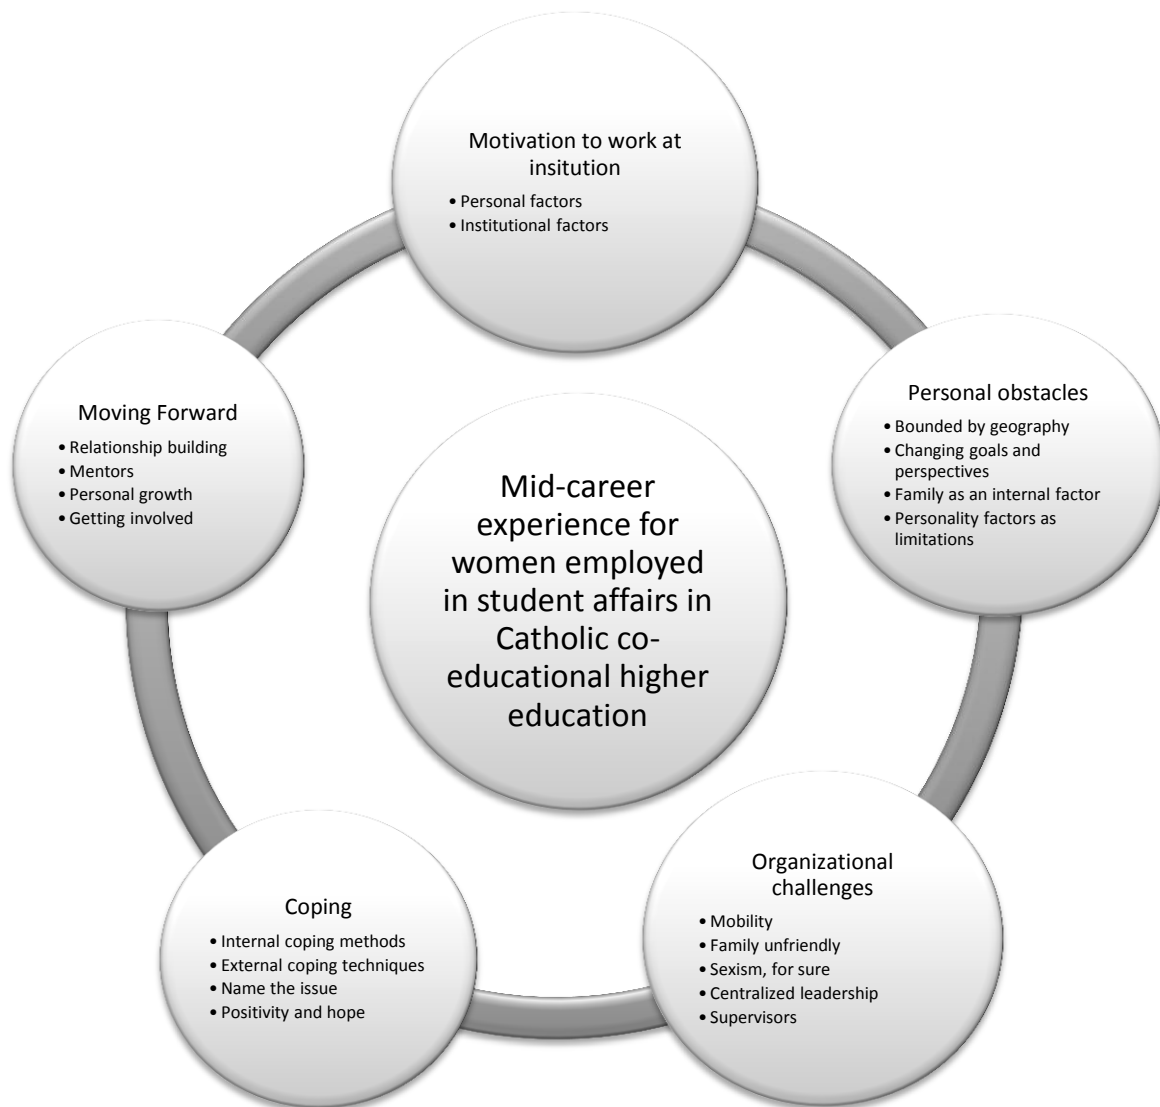 Motivation to work at
insitution
• Personal factors
• Institutional factors
Personal obstacles
• Bounded by geography
• Changing goals and
perspectives
• Family as an internal factor
• Personality factors as
limitations
Organizational
challenges
• Mobility
• Family unfriendly
• Sexism, for sure
• Centralized leadership
• Supervisors
Coping
• Internal coping methods
• External coping techniques
• Name the issue
• Positivity and hope
Moving Forward
• Relationship building
• Mentors
• Personal growth
• Getting involved
Mid-career
experience for
women employed
in student affairs in
Catholic co-
educational higher
education